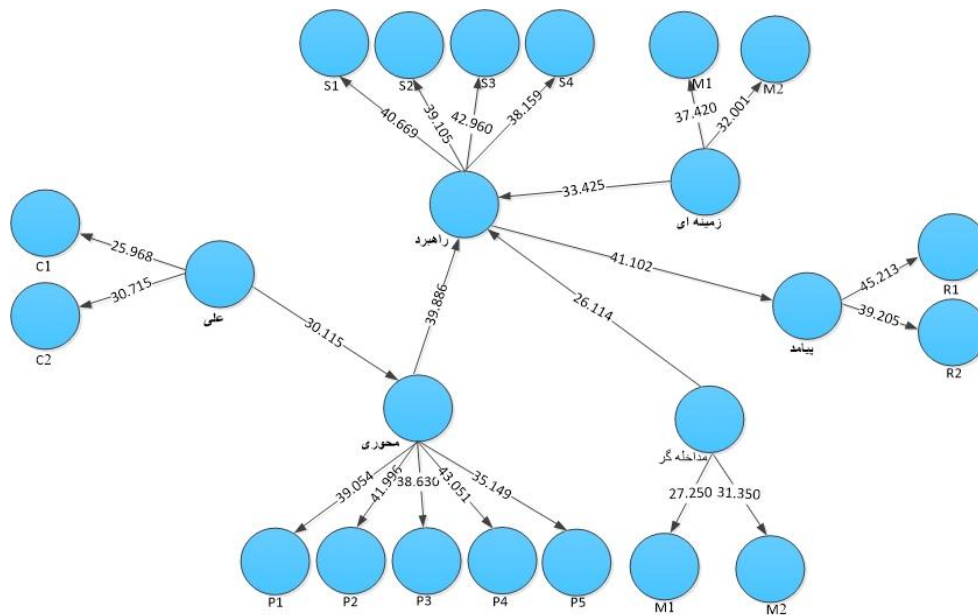 S1
S2
S3
S4
M1
M2
40.669
39.105
42.960
38.159
37.420
32.001
33.425
راهبرد
زمینه ای
C1
25.968
C2
30.715
علی
30.115
39.886
41.102
26.114
45.213
R1
39.205
R2
پیامد
محوری
مداخله گر
39.054
41.996
38.630
43.051
35.149
27.250
31.350
P1
P2
P3
P4
P5
M1
M2